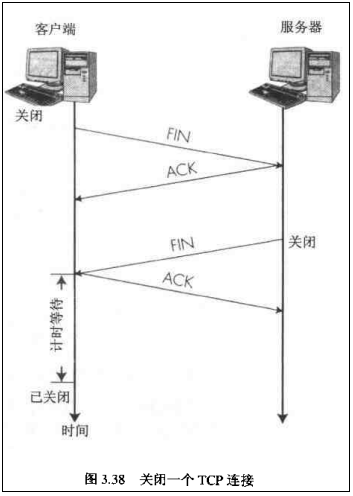 客户端
服务器
关闭
FIN
ACK
FIN
关闭
ACK
计时等待
已关闭
时间
图 3.38 关闭一个 TCP 连接